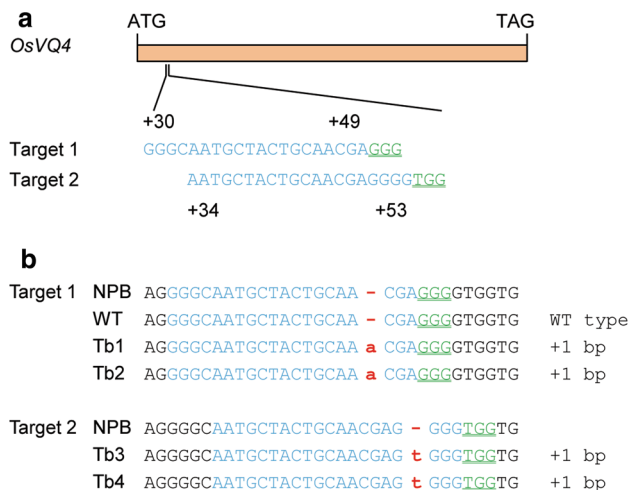 a
ATG TAG
OsVQ4
+30 +49
Target 1 GGGCAATGCTACTGCAACGAGGG
Target 2 AATGCTACTGCAACGAGGGGTGG
+34 +53
b
Target 1 NPB AGGGGCAATGCTACTGCAA - CGAGGGGTGGTG
WT AGGGGCAATGCTACTGCAA - CGAGGGGTGGTG WT type
Tb1 AGGGGCAATGCTACTGCAA a CGAGGGGTGGTG +1 bp
Tb2 AGGGGCAATGCTACTGCAA a CGAGGGGTGGTG +1 bp
Target 2 NPB AGGGGCAATGCTACTGCAACGAG - GGGTGGTG
Tb3 AGGGGCAATGCTACTGCAACGAG t GGGTGGTG +1 bp
Tb4 AGGGGCAATGCTACTGCAACGAG t GGGTGGTG +1 bp